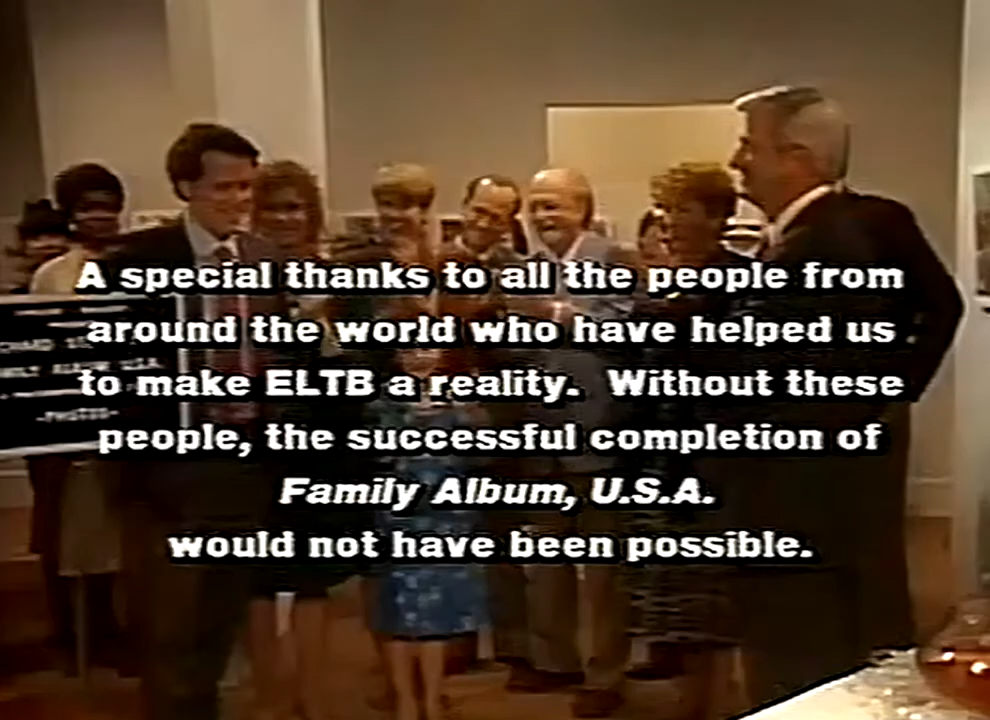 A special thanks to all the people from
around the world who have helped us
to make ELTB a reality. Without these
people, the successful completion of
Family Album, U.S.A.
would not have been possible.
-PHOTOS-